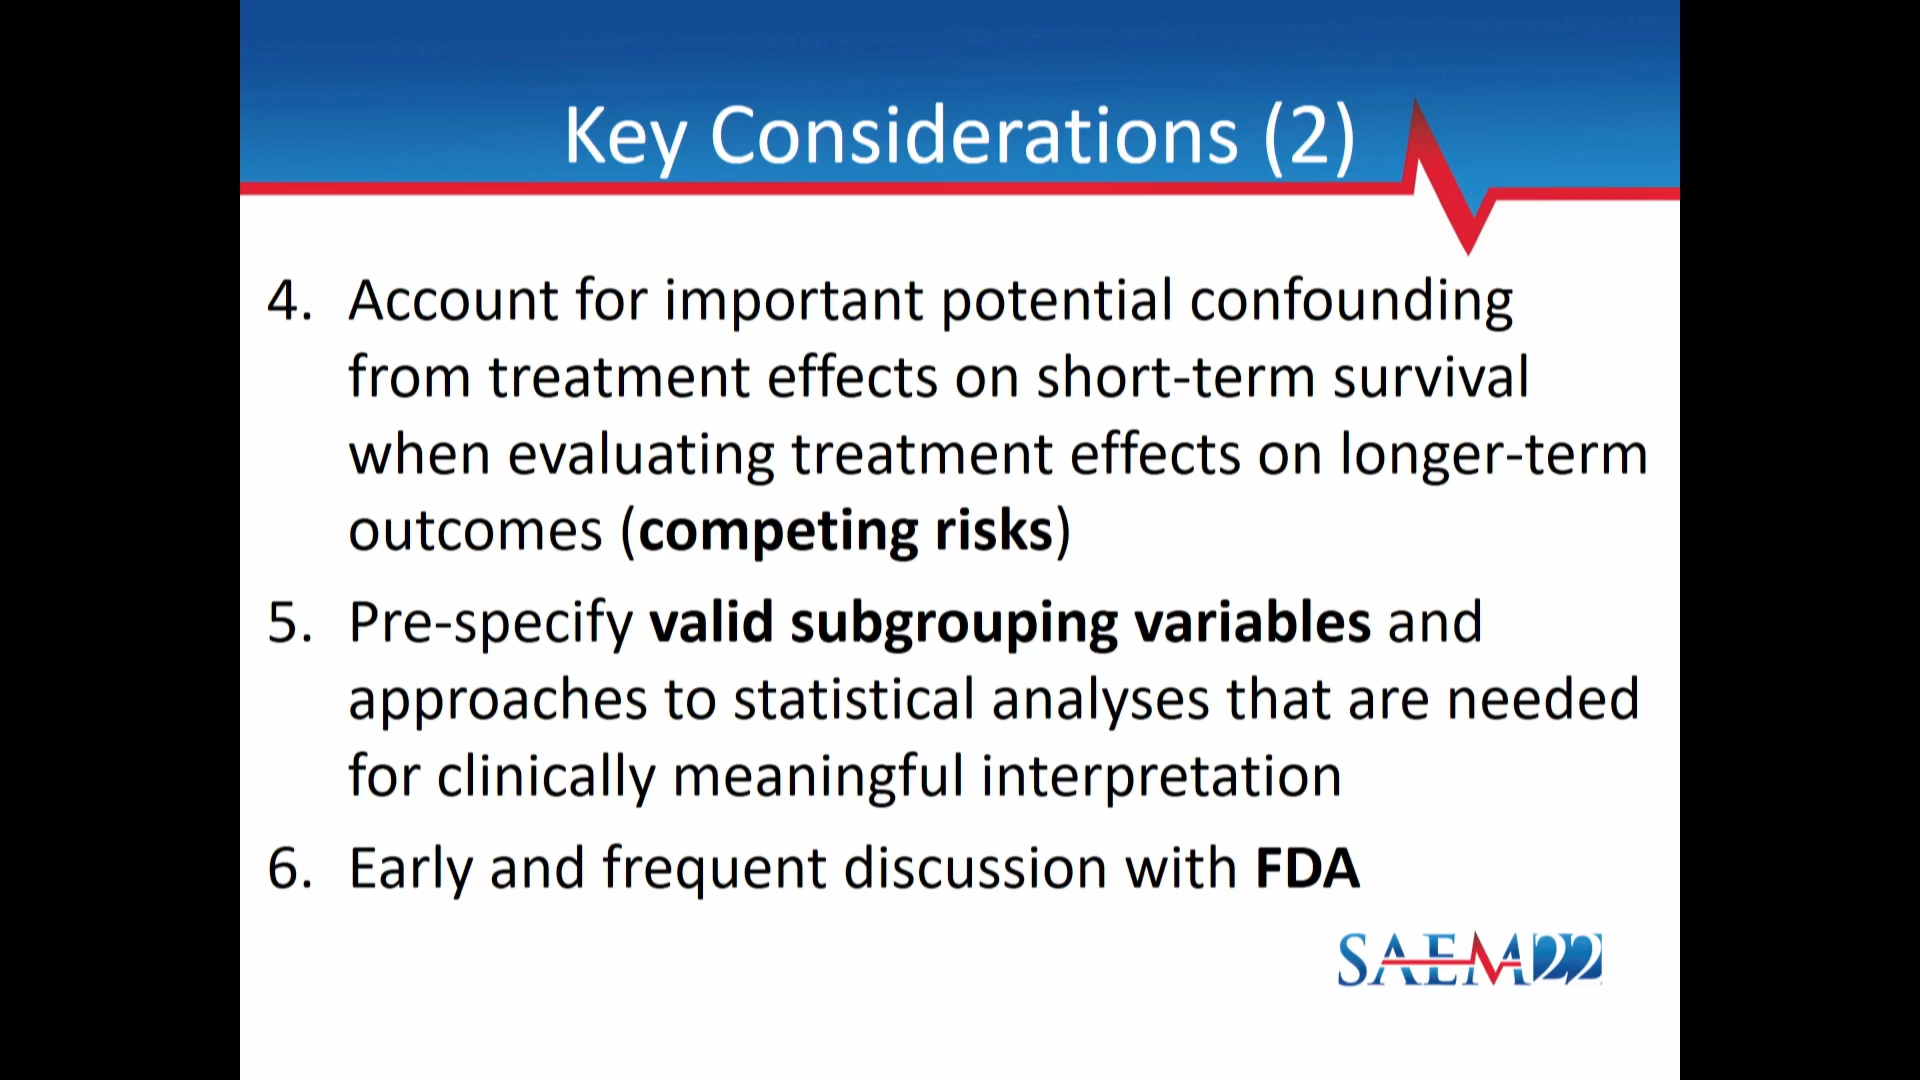 Key Considerations (2)
4. Account for important potential confounding
from treatment effects on short-term survival
when evaluating treatment effects on longer-term
outcomes (competing risks)
5. Pre-specify valid subgrouping variables and
approaches to statistical analyses that are needed
for clinically meaningful interpretation
6. Early and frequent discussion with FDA
SAEM22